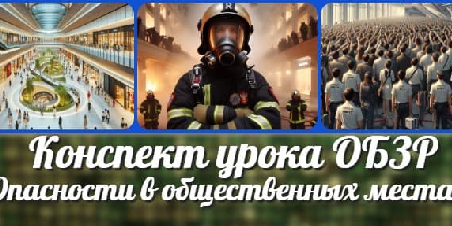 Конспект урока ОБЗР
Опасности в общественных места